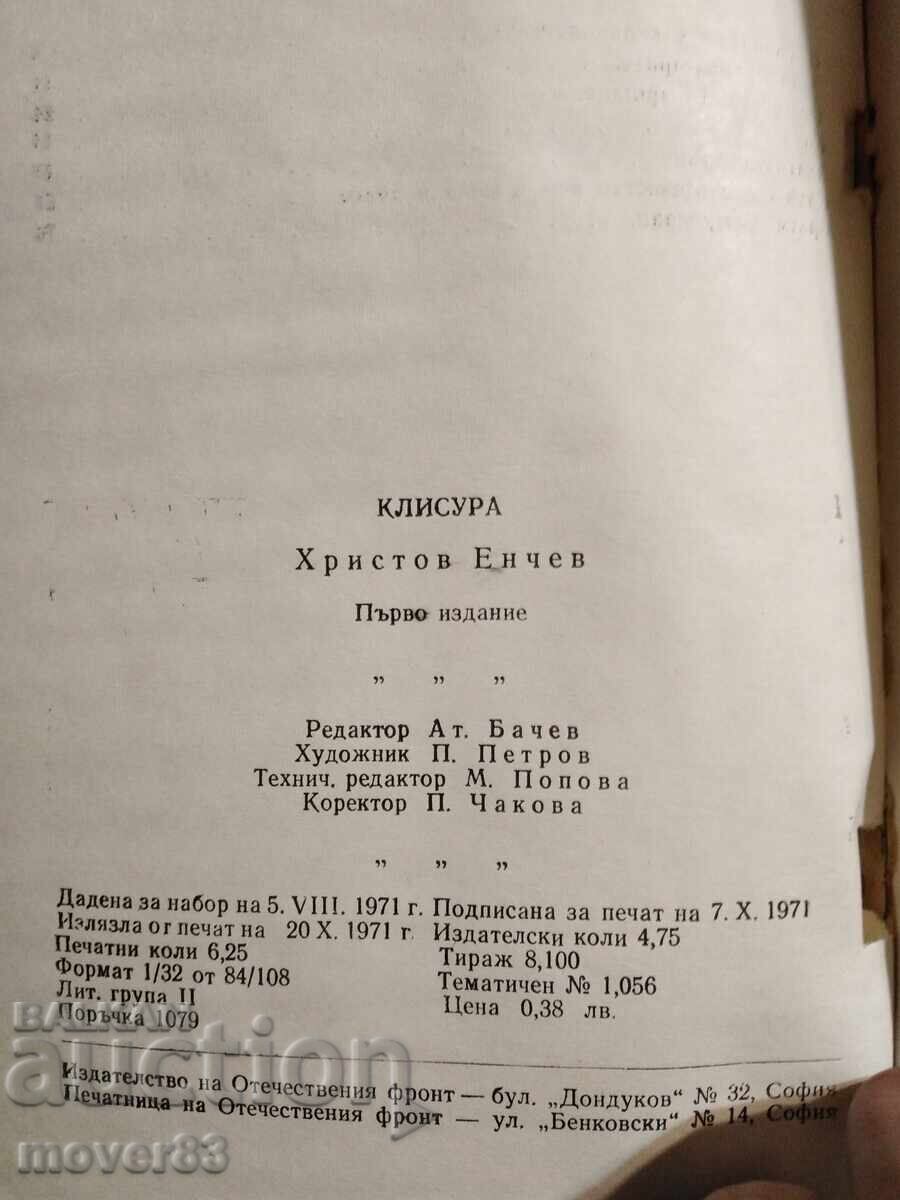 КЛИСУРА
Христов Енчев
Първо издание
„ „ „
Редактор Ат. Бачев
Художник П. Петров
Технич. редактор М. Попова
Коректор П. Чакова
„ „ „
Дадена за набор на 5. VIII. 1971 г. Подписана за печат на 7. X. 1971
Излязла от печат на 20 X. 1971 г. Издателски коли 4,75
Печатни коли 6,25 Тираж 8,100
Формат 1/32 от 84/108 Тематичен № 1,056
Лит. група II Цена 0,38 лв.
Поръчка 1079
Издателство на Отечествения фронт — бул. „Дондуков“ № 32, София
Печатница на Отечествения фронт — ул. „Бенковски“ № 14, София
BALKAN
auction
mover83